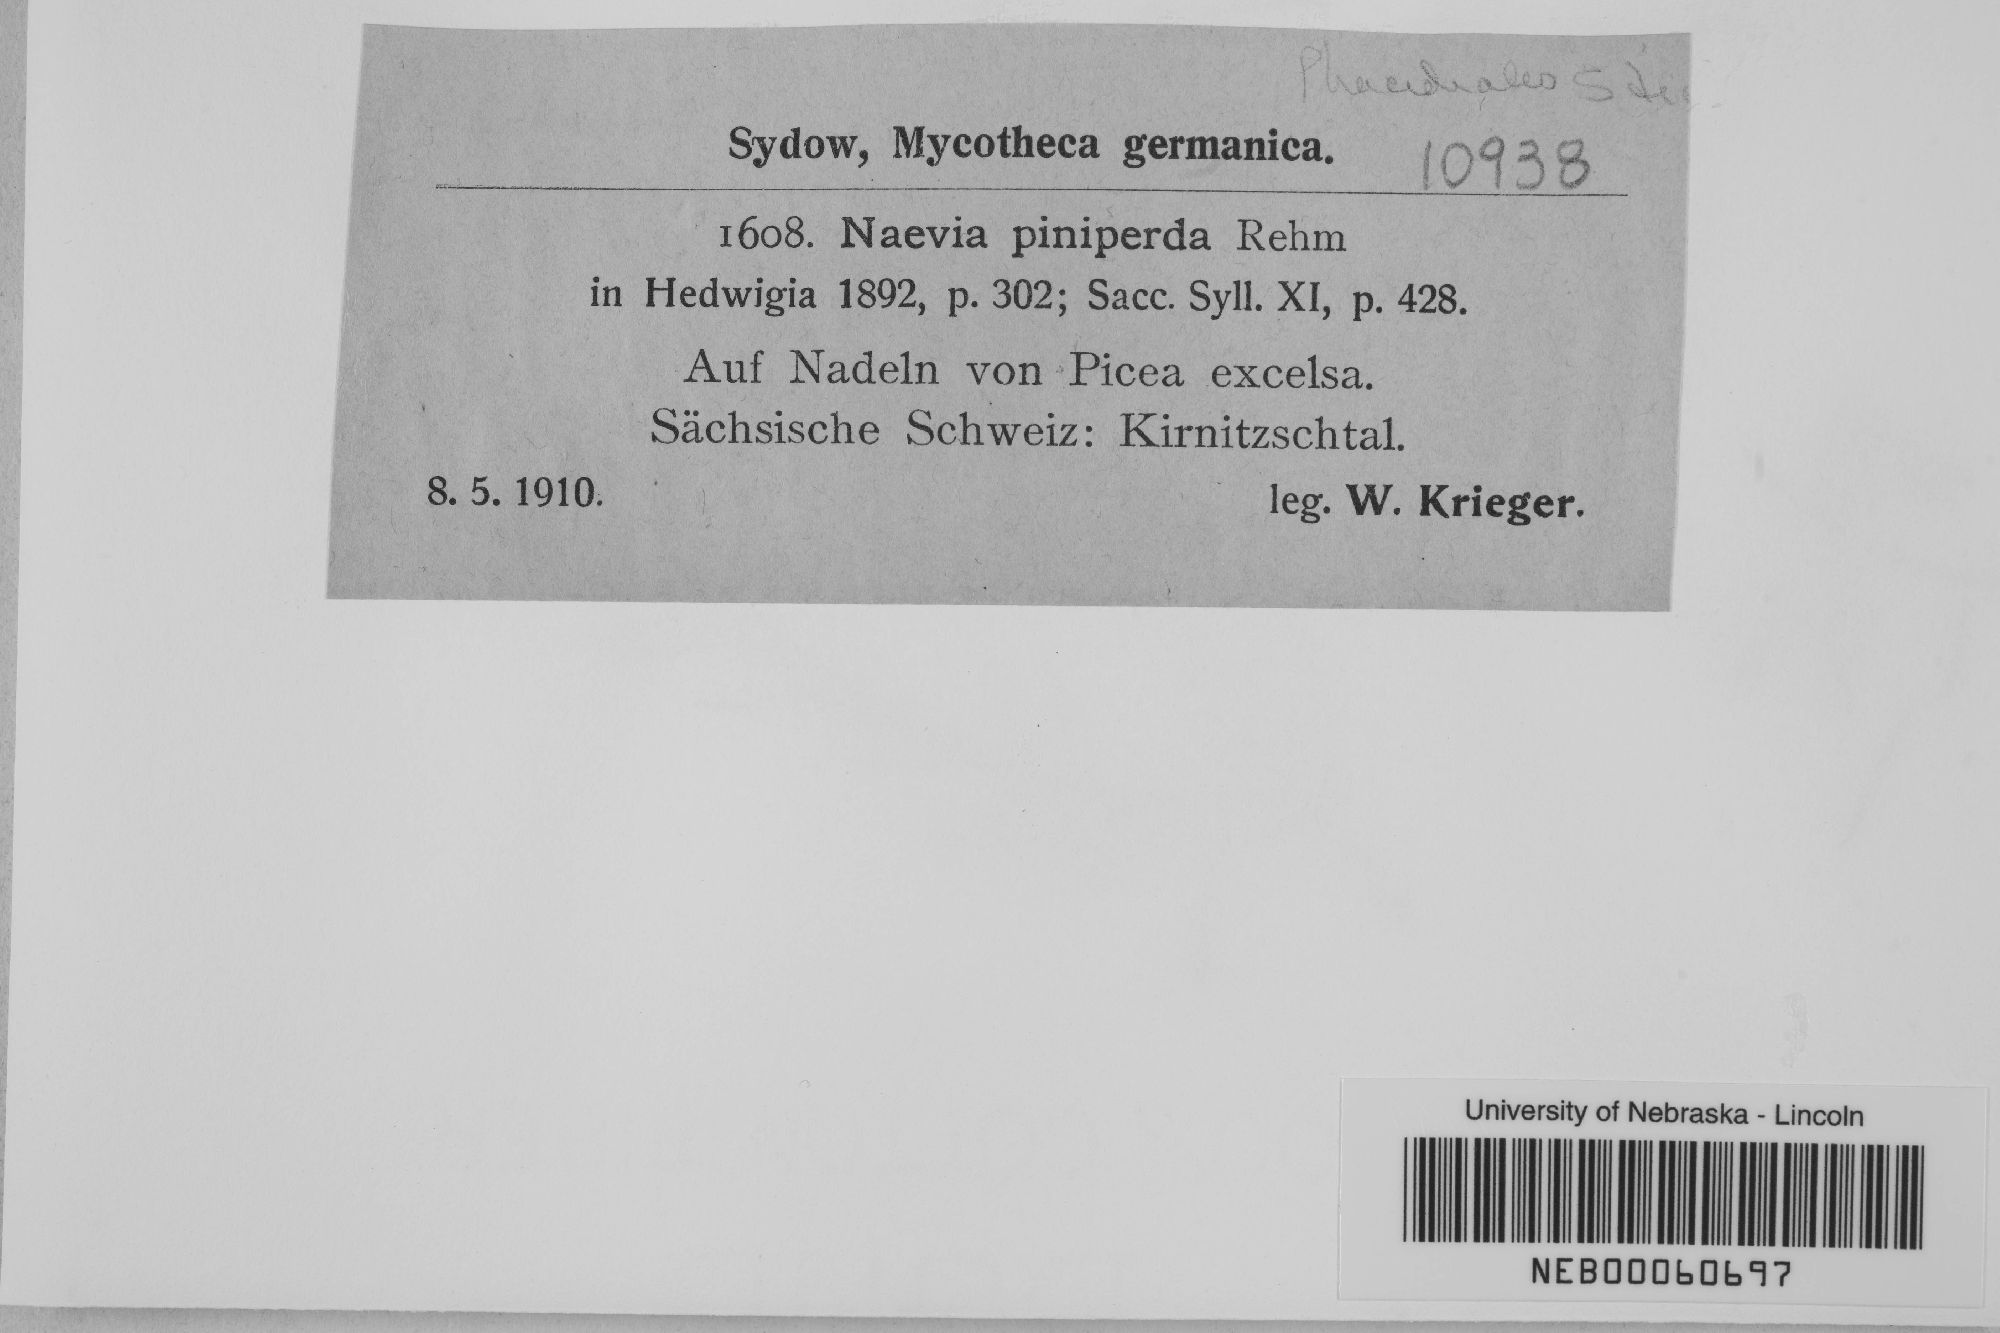 Sydow, Mycotheca germanica.
10938
1608. Naevia piniperda Rehm
in Hedwigia 1892, p. 302; Sacc. Syll. XI, p. 428.
Auf Nadeln von Picea excelsa.
Sächsische Schweiz: Kirnitzschtal.
8. 5. 1910.
leg. W. Krieger.
University of Nebraska - Lincoln
NEB00060697